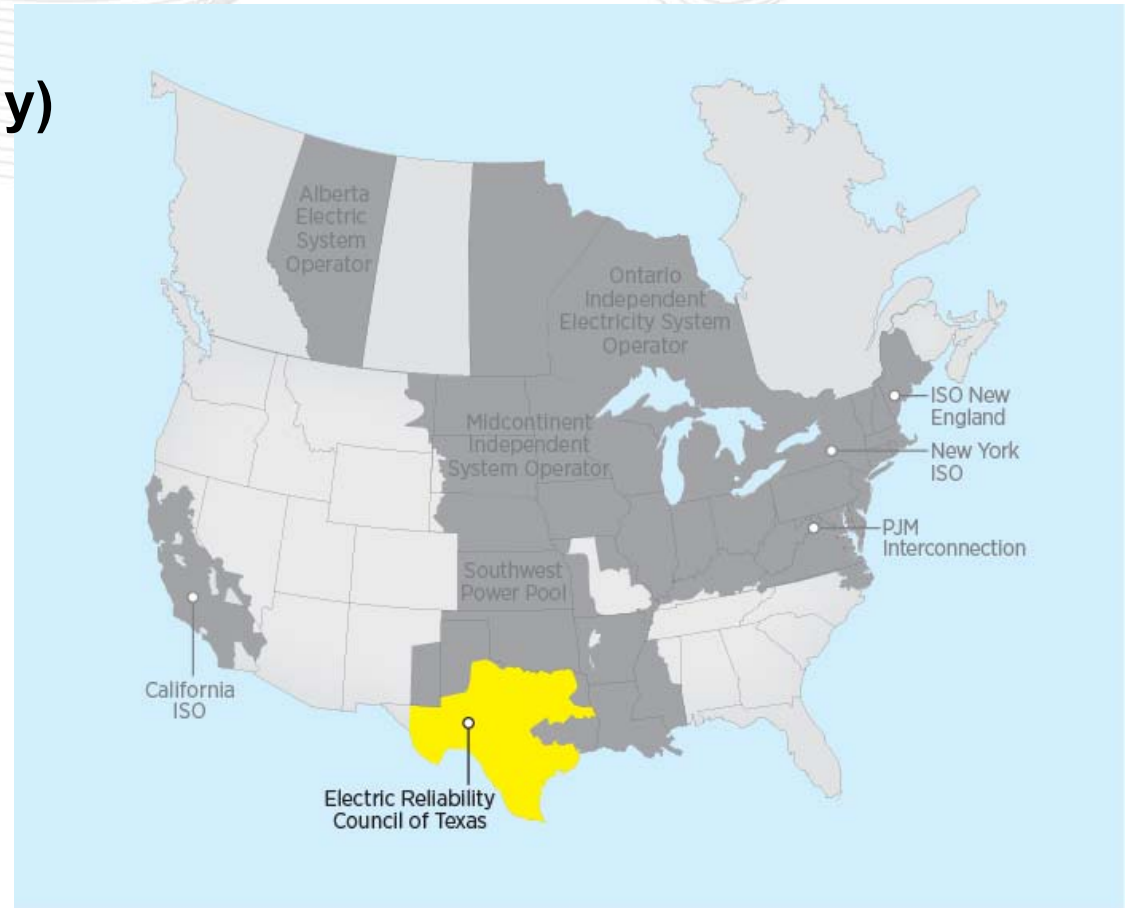 y)
Alberta
Electric
System
Operator
Ontario
Independent
Electricity System
Operator
ISO New
England
Midcontinent
Independent
System Operator
New York
ISO
PJM
Interconnection
Southwest
Power Pool
California
ISO
Electric Reliability
Council of Texas